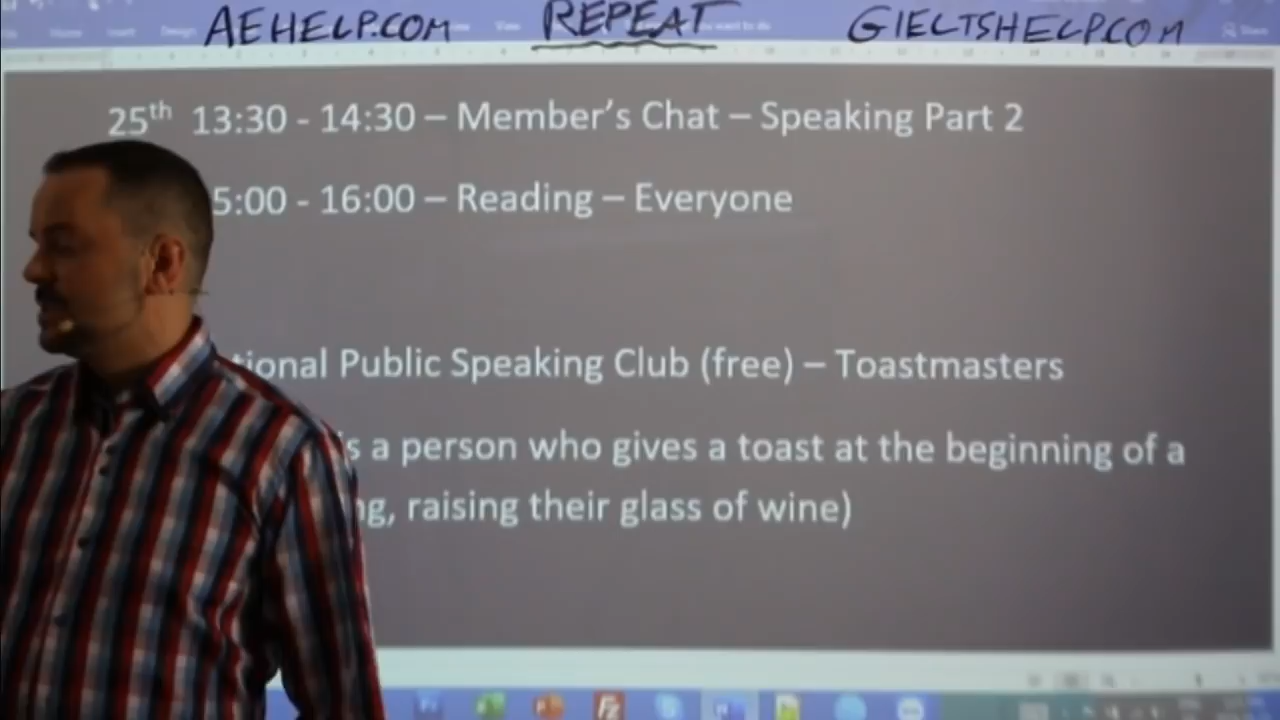 AEHELP.COM REPEAT GIELTSHELP.COM
25th 13:30 - 14:30 – Member's Chat – Speaking Part 2
5:00 - 16:00 – Reading – Everyone
tional Public Speaking Club (free) – Toastmasters
s a person who gives a toast at the beginning of a
ng, raising their glass of wine)